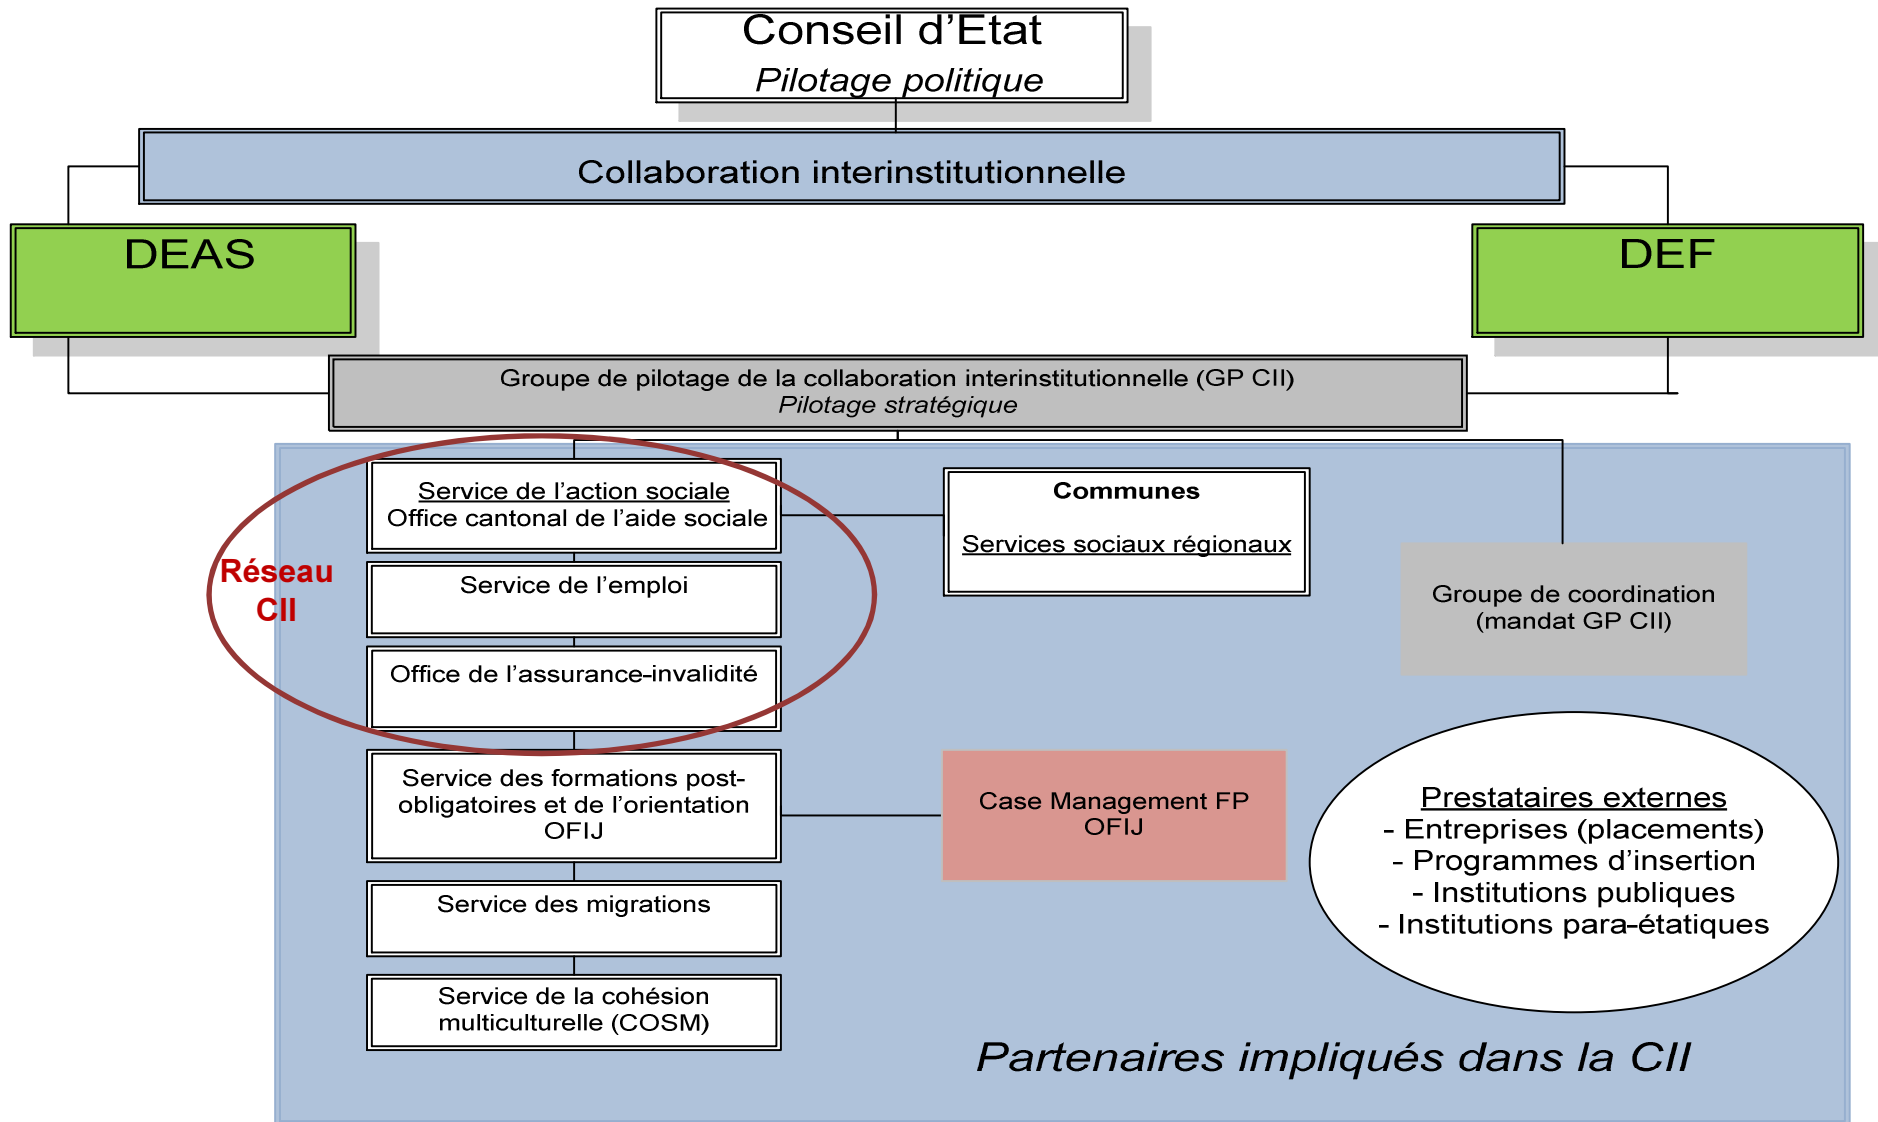 Conseil d’Etat
Pilotage politique
Collaboration interinstitutionnelle
DEAS
DEF
Groupe de pilotage de la collaboration interinstitutionnelle (GP CII)
Pilotage stratégique
Réseau
CII
Service de l’action sociale
Office cantonal de l’aide sociale
Communes
Services sociaux régionaux
Service de l’emploi
Groupe de coordination
(mandat GP CII)
Office de l’assurance-invalidité
Service des formations post-
obligatoires et de l’orientation
OFIJ
Case Management FP
OFIJ
Prestataires externes
- Entreprises (placements)
- Programmes d’insertion
- Institutions publiques
- Institutions para-étatiques
Service des migrations
Service de la cohésion
multiculturelle (COSM)
Partenaires impliqués dans la CII